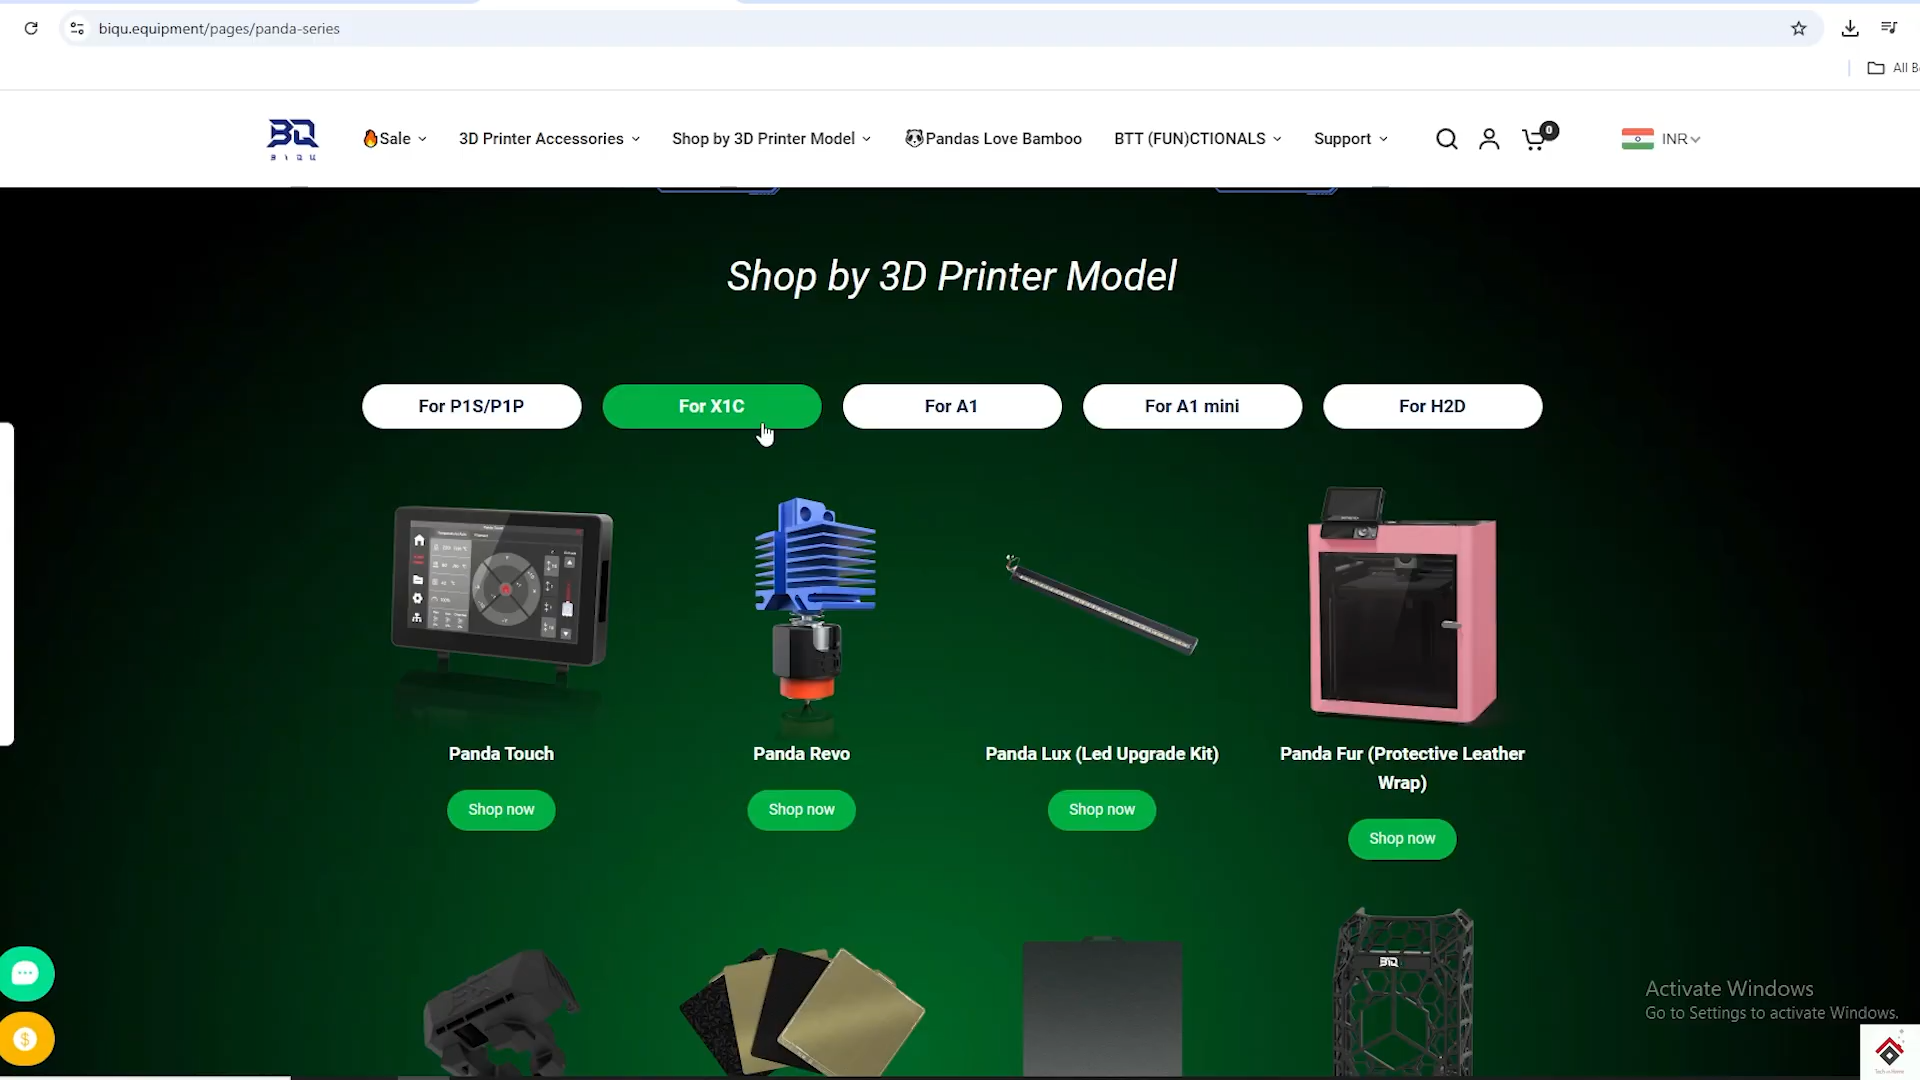 biqu.equipment/pages/panda-series
All B
BIQU
🔥Sale
3D Printer Accessories
Shop by 3D Printer Model
🐼Pandas Love Bamboo
BTT (FUN)CTIONALS
Support
0
INR
Shop by 3D Printer Model
For P1S/P1P
For X1C
For A1
For A1 mini
For H2D
Panda Touch
Panda Revo
Panda Lux (Led Upgrade Kit)
Panda Fur (Protective Leather
Wrap)
Shop now
Shop now
Shop now
Shop now
BIQ
Activate Windows
Go to Settings to activate Windows.